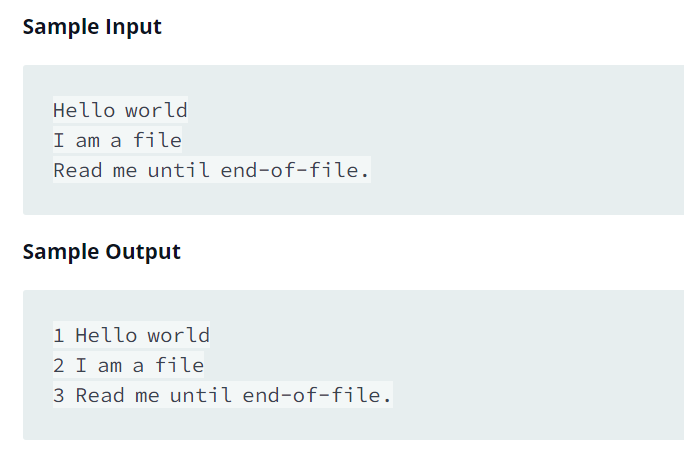 Sample Input
Hello world
I am a file
Read me until end-of-file.
Sample Output
1 Hello world
2 I am a file
3 Read me until end-of-file.